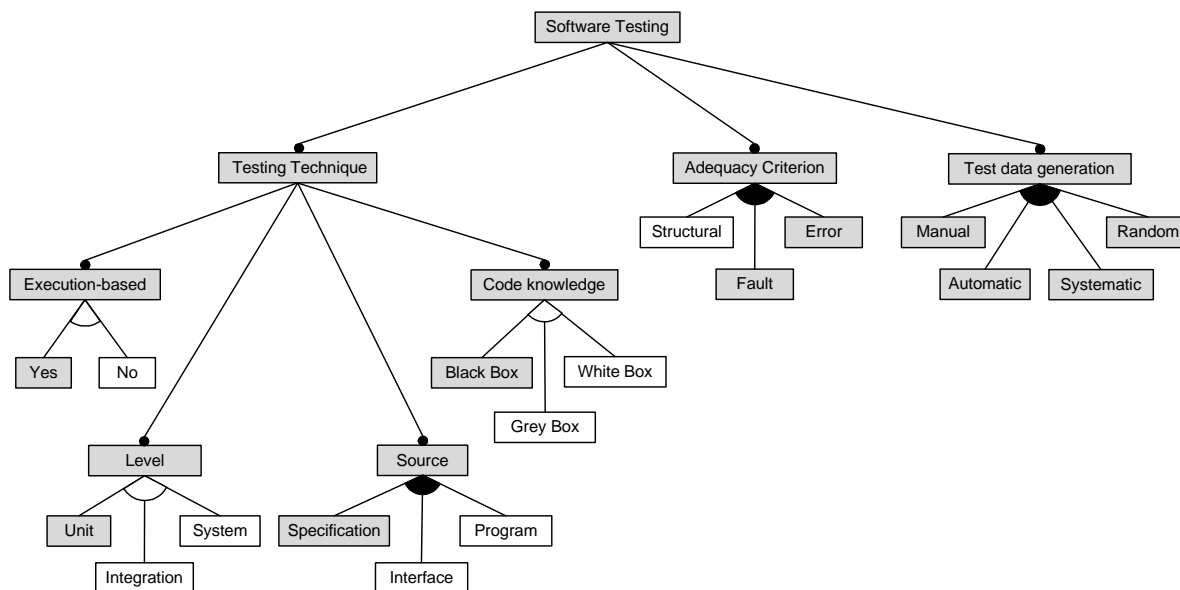 Software Testing
Testing Technique
Adequacy Criterion
Test data generation
Structural
Error
Manual
Random
Fault
Automatic
Systematic
Execution-based
Code knowledge
Yes
No
Black Box
White Box
Grey Box
Level
Source
Unit
System
Specification
Program
Integration
Interface